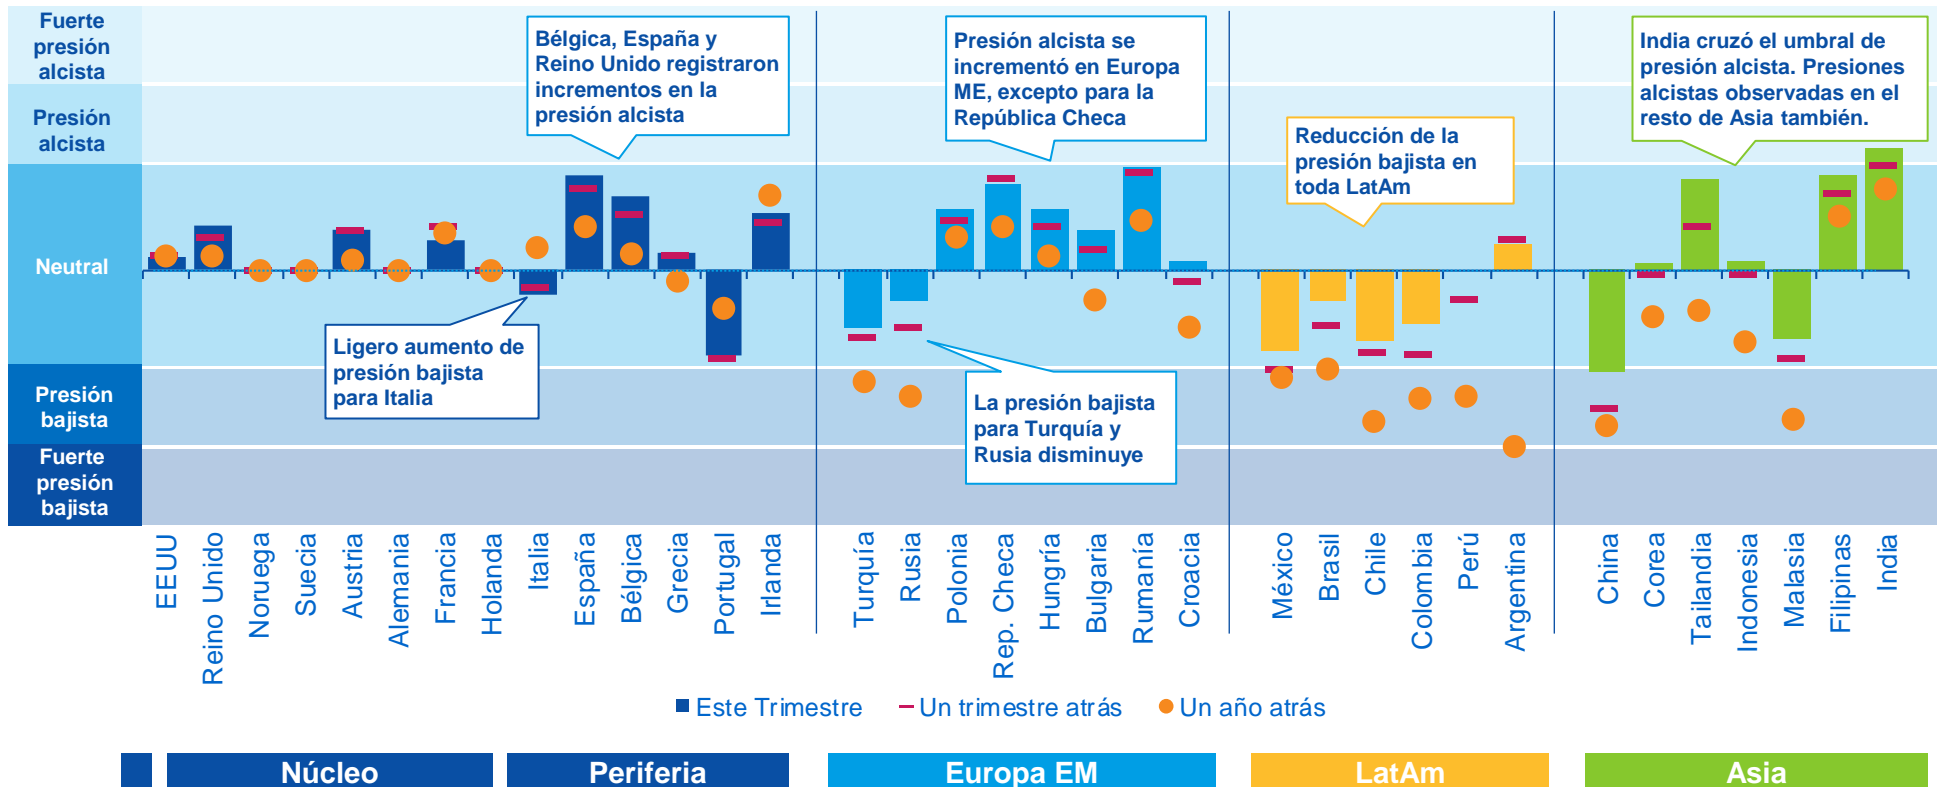 Fuerte
presión
alcista
Presión
alcista
Neutral
Presión
bajista
Fuerte
presión
bajista
Bélgica, España y
Reino Unido registraron
incrementos en la
presión alcista
Presión alcista se
incrementó en Europa
ME, excepto para la
República Checa
Reducción de la
presión bajista en
toda LatAm
India cruzó el umbral de
presión alcista. Presiones
alcistas observadas en el
resto de Asia también.
Ligero aumento de
presión bajista
para Italia
La presión bajista
para Turquía y
Rusia disminuye
EEUU
Reino Unido
Noruega
Suecia
Austria
Alemania
Francia
Holanda
Italia
España
Bélgica
Grecia
Portugal
Irlanda
Turquía
Rusia
Polonia
Rep. Checa
Hungría
Bulgaria
Rumanía
Croacia
México
Brasil
Chile
Colombia
Perú
Argentina
China
Corea
Tailandia
Indonesia
Malasia
Filipinas
India
Este Trimestre
Un trimestre atrás
Un año atrás
Núcleo
Periferia
Europa EM
LatAm
Asia